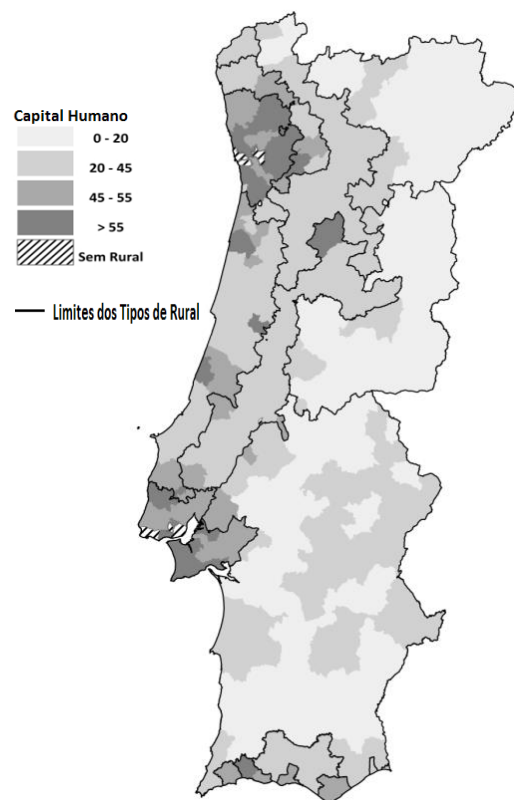 Capital Humano
0 - 20
20 - 45
45 - 55
> 55
Sem Rural
Limites dos Tipos de Rural